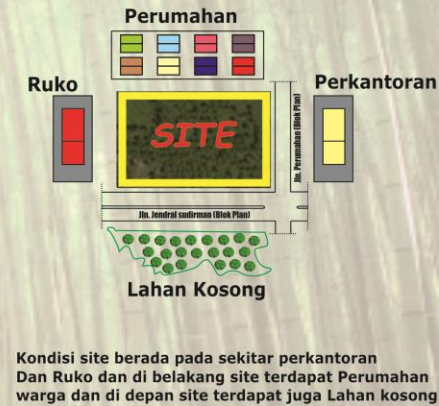 Perumahan
Ruko
Perkantoran
SITE
Jln. Perumahan (Blok Plan)
Jln. Jendral sudirman (Blok Plan)
Lahan Kosong
Kondisi site berada pada sekitar perkantoran
Dan Ruko dan di belakang site terdapat Perumahan
warga dan di depan site terdapat juga Lahan kosong